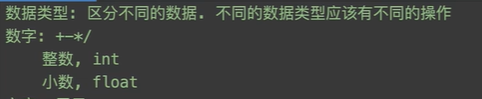 数据类型: 区分不同的数据. 不同的数据类型应该有不同的操作
数字: +-*/
整数, int
小数, float